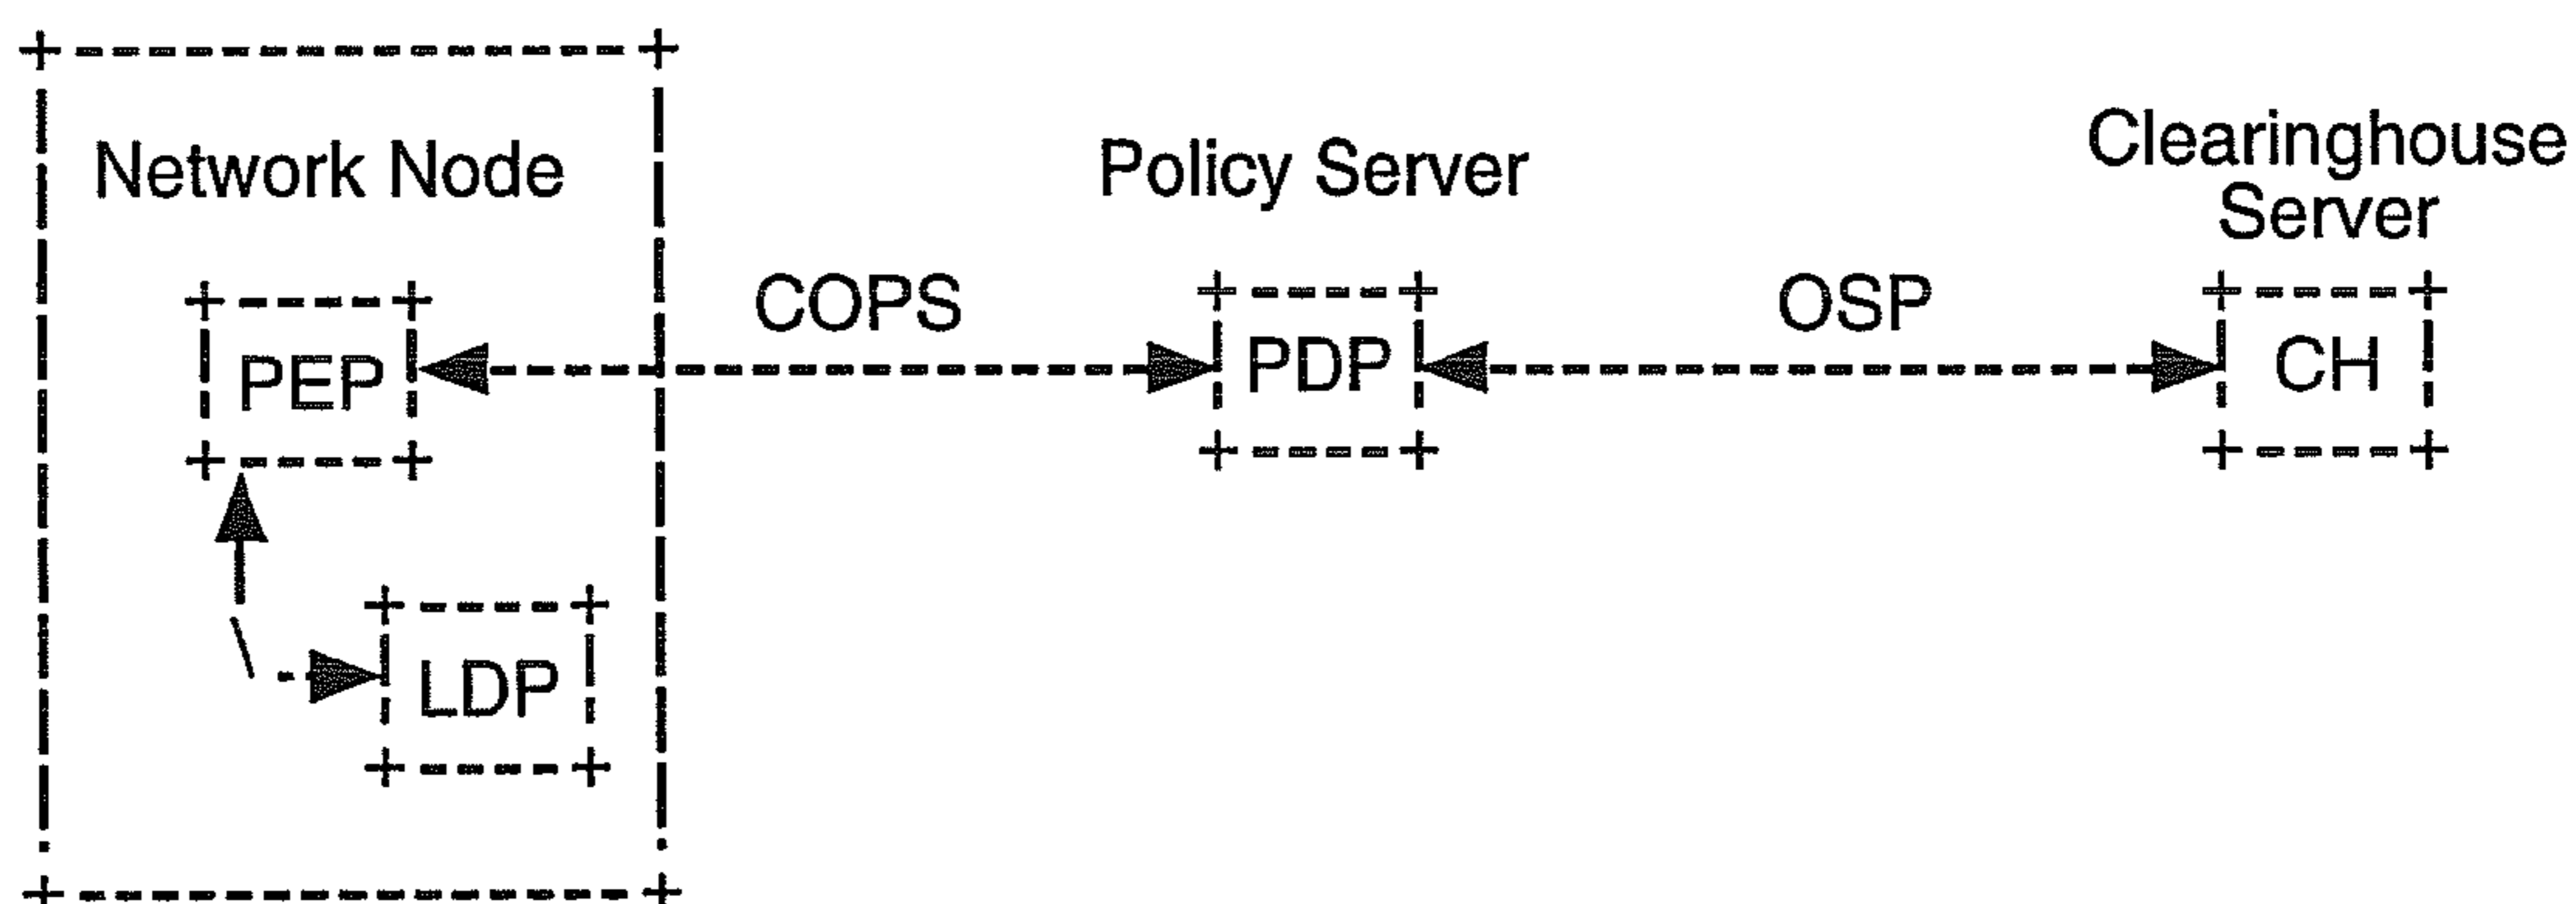 Network Node
Policy Server
Clearinghouse
Server
COPS
OSP
PEP
PDP
CH
LDP